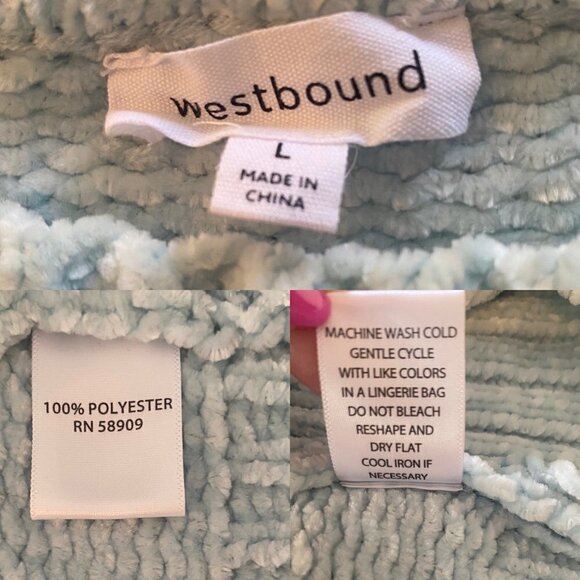 westbound
L
MADE IN
CHINA
100% POLYESTER
RN 58909
MACHINE WASH COLD
GENTLE CYCLE
WITH LIKE COLORS
IN A LINGERIE BAG
DO NOT BLEACH
RESHAPE AND
DRY FLAT
COOL IRON IF
NECESSARY